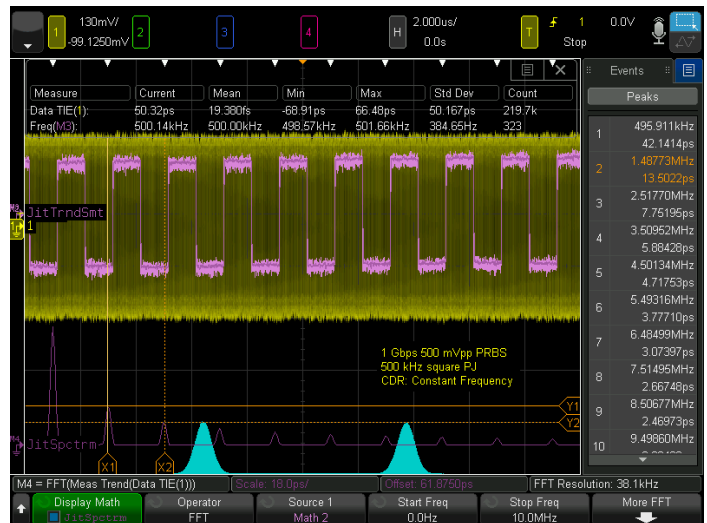 1 130mV/ 2 3 4 H 2.000us/ T 1 0.0V
-99.1250mV 0.0s Stop
Events
Measure Current Mean Min Max Std Dev Count
Data TIE(1): 50.32ps 19.380fs -68.91ps 66.48ps 50.167ps 219.7k
Freq(M3): 500.14kHz 500.00kHz 498.57kHz 501.66kHz 384.65Hz 323
Peaks
1 495.911kHz
42.1414ps
2 1.48773MHz
13.5022ps
3 2.51770MHz
7.75195ps
4 3.50952MHz
5.88428ps
5 4.50134MHz
4.71753ps
6 5.49316MHz
3.77710ps
7 6.48499MHz
3.07397ps
8 7.51495MHz
2.66748ps
9 8.50677MHz
2.46973ps
10 9.49860MHz
JitTrndSmt
1
1 Gbps 500 mVpp PRBS
500 kHz square PJ
CDR: Constant Frequency
Y1
Y2
M4
JitSpctrm
X1 X2
M4 = FFT(Meas Trend(Data TIE(1))) Scale: 18.0ps/ Offset: 61.8750ps FFT Resolution: 38.1kHz
Display Math Operator Source 1 Start Freq Stop Freq More FFT
JitSpctrm FFT Math 2 0.0Hz 10.0MHz